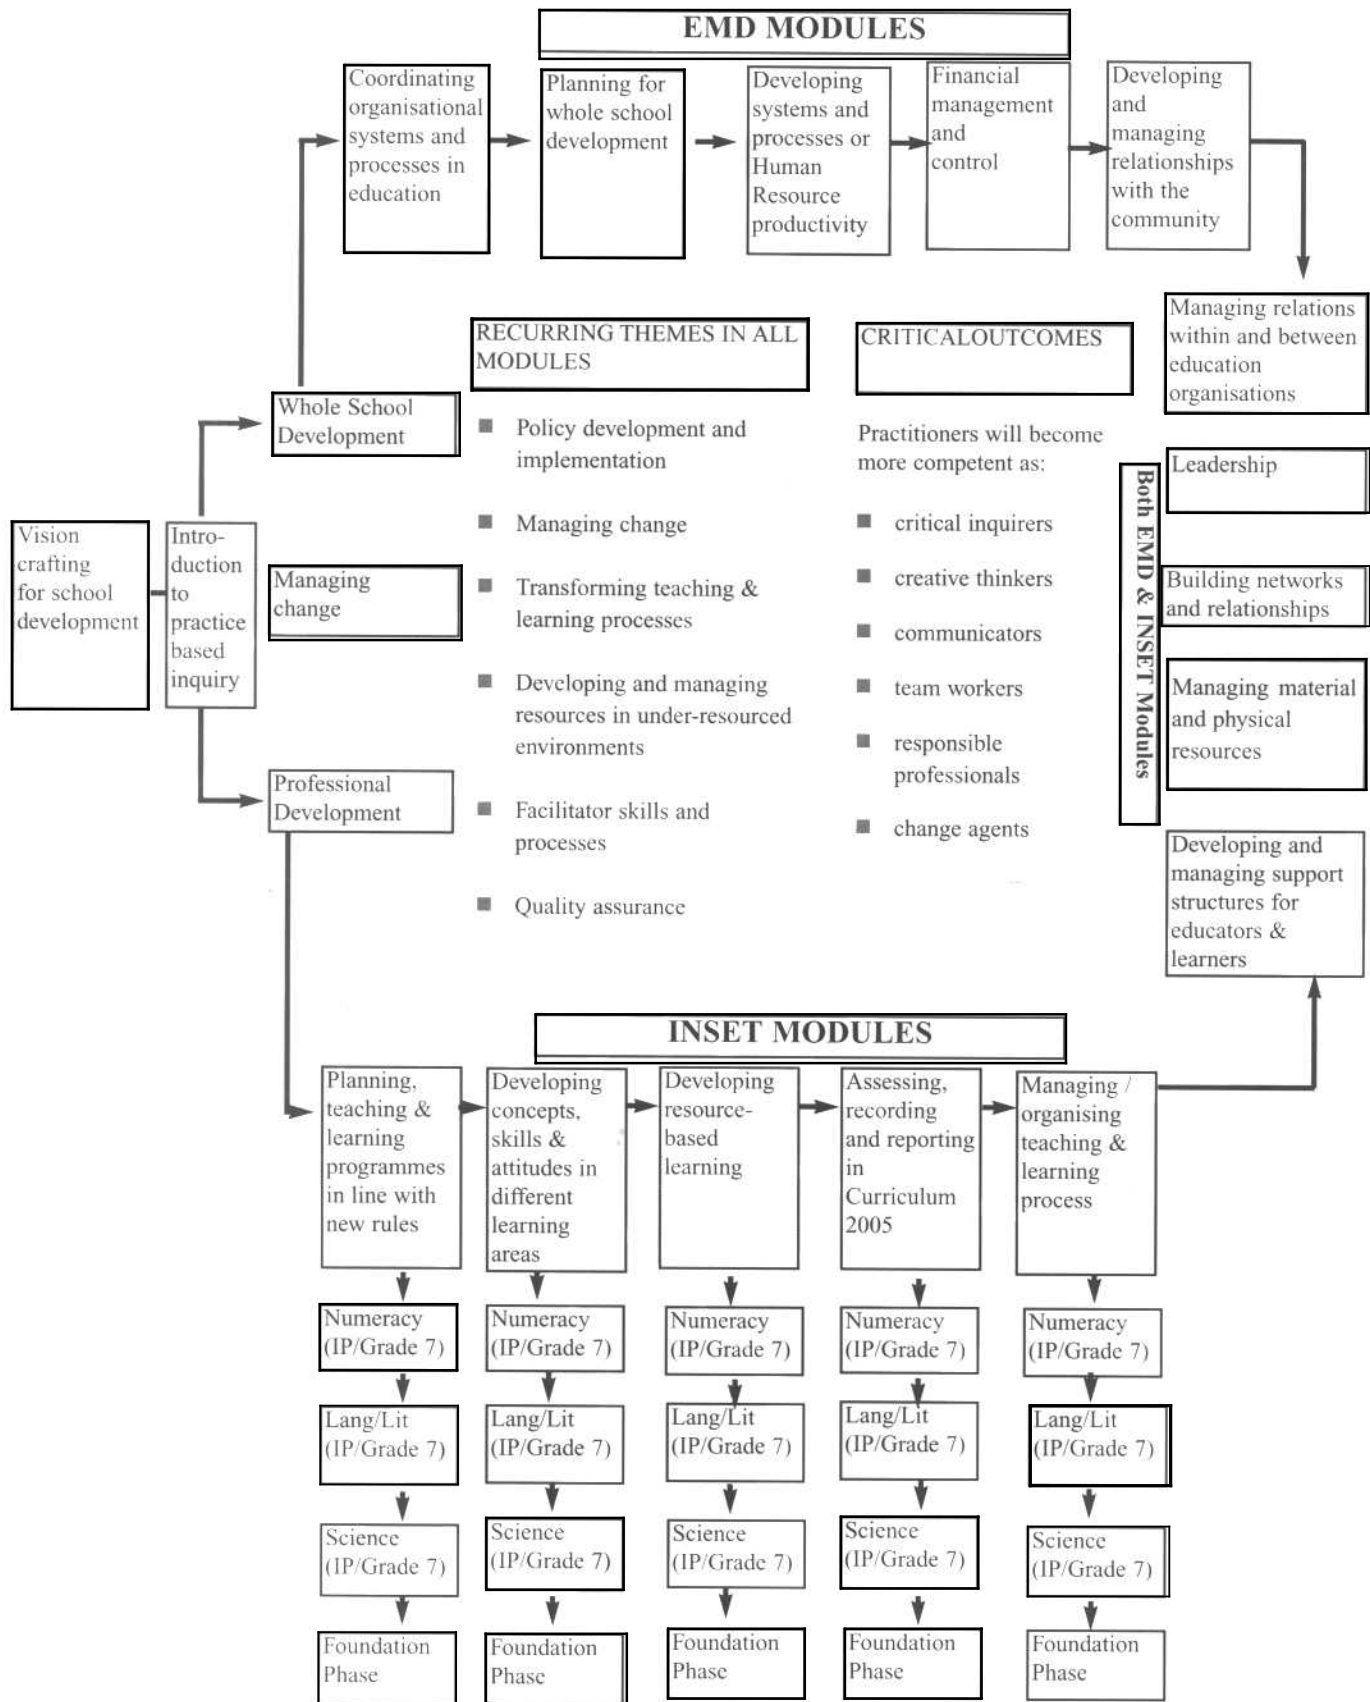 EMD MODULES
Coordinating
organisational
systems and
processes in
education
Planning for
whole school
development
Developing
systems and
processes or
Human
Resource
productivity
Financial
management
and
control
Developing
and
managing
relationships
with the
community
Managing relations
within and between
education
organisations
RECURRING THEMES IN ALL
MODULES
Policy development and
implementation
Managing change
Transforming teaching &
learning processes
Developing and managing
resources in under-resourced
environments
Facilitator skills and
processes
Quality assurance
CRITICALOUTCOMES
Practitioners will become
more competent as:
critical inquirers
creative thinkers
communicators
team workers
responsible
professionals
change agents
Whole School
Development
Vision
crafting
for school
development
Intro-
duction
to
practice
based
inquiry
Managing
change
Professional
Development
Both EMD & INSET Modules
Leadership
Building networks
and relationships
Managing material
and physical
resources
Developing and
managing support
structures for
educators &
learners
INSET MODULES
Planning,
teaching &
learning
programmes
in line with
new rules
Developing
concepts,
skills &
attitudes in
different
learning
areas
Developing
resource-
based
learning
Assessing,
recording
and reporting
in
Curriculum
2005
Managing /
organising
teaching &
learning
process
Numeracy
(IP/Grade 7)
Numeracy
(IP/Grade 7)
Numeracy
(IP/Grade 7)
Numeracy
(IP/Grade 7)
Numeracy
(IP/Grade 7)
Lang/Lit
(IP/Grade 7)
Lang/Lit
(IP/Grade 7)
Lang/Lit
(IP/Grade 7)
Lang/Lit
(IP/Grade 7)
Lang/Lit
(IP/Grade 7)
Science
(IP/Grade 7)
Science
(IP/Grade 7)
Science
(IP/Grade 7)
Science
(IP/Grade 7)
Science
(IP/Grade 7)
Foundation
Phase
Foundation
Phase
Foundation
Phase
Foundation
Phase
Foundation
Phase